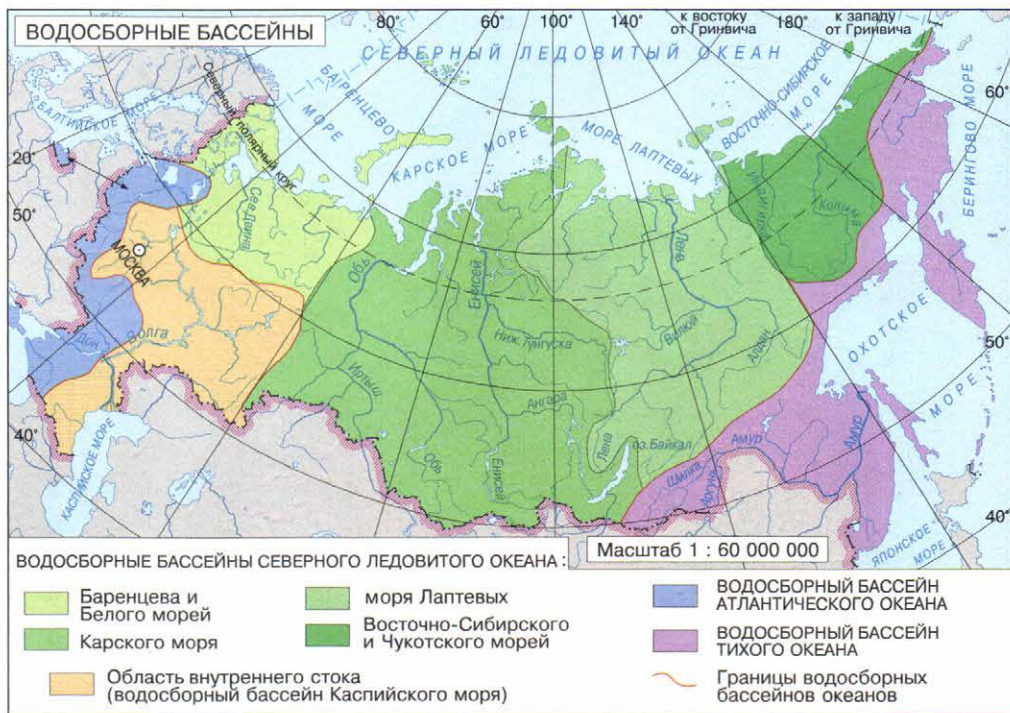 ВОДОСБОРНЫЕ БАССЕЙНЫ
80°
60°
100°
140°
к востоку
от Гринвича
180°
к западу
от Гринвича
СЕВЕРНЫЙ ЛЕДОВИТЫЙ ОКЕАН
60°
БЕРИНГОВО МОРЕ
БАЛТИЙСКОЕ МОРЕ
Северный полярный круг
БАРЕНЦЕВО
МОРЕ
КАРСКОЕ МОРЕ
МОРЕ ЛАПТЕВЫХ
ВОСТОЧНО-СИБИРСКОЕ
МОРЕ
20°
50°
Сев.Двина
МОСКВА
Обь
Енисей
Лена
Индигирка
Колыма
Дон
Волга
Ниж.Тунгуска
Вилюй
Алдан
ОХОТСКОЕ
МОРЕ
50°
Иртыш
Ангара
Лена
оз.Байкал
Амур
Амур
Шилка
Аргунь
Обь
Енисей
40°
КАСПИЙСКОЕ МОРЕ
40°
ЯПОНСКОЕ
МОРЕ
ВОДОСБОРНЫЕ БАССЕЙНЫ СЕВЕРНОГО ЛЕДОВИТОГО ОКЕАНА:
Масштаб 1 : 60 000 000
Баренцева и
Белого морей
Карского моря
моря Лаптевых
Восточно-Сибирского
и Чукотского морей
Область внутреннего стока
(водосборный бассейн Каспийского моря)
ВОДОСБОРНЫЙ БАССЕЙН
АТЛАНТИЧЕСКОГО ОКЕАНА
ВОДОСБОРНЫЙ БАССЕЙН
ТИХОГО ОКЕАНА
Границы водосборных
бассейнов океанов